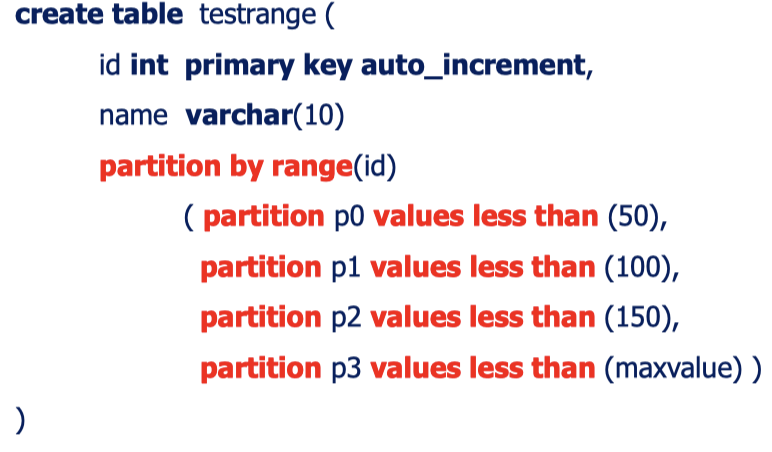 create table testrange (
id int primary key auto_increment,
name varchar(10)
partition by range(id)
( partition p0 values less than (50),
partition p1 values less than (100),
partition p2 values less than (150),
partition p3 values less than (maxvalue) )
)